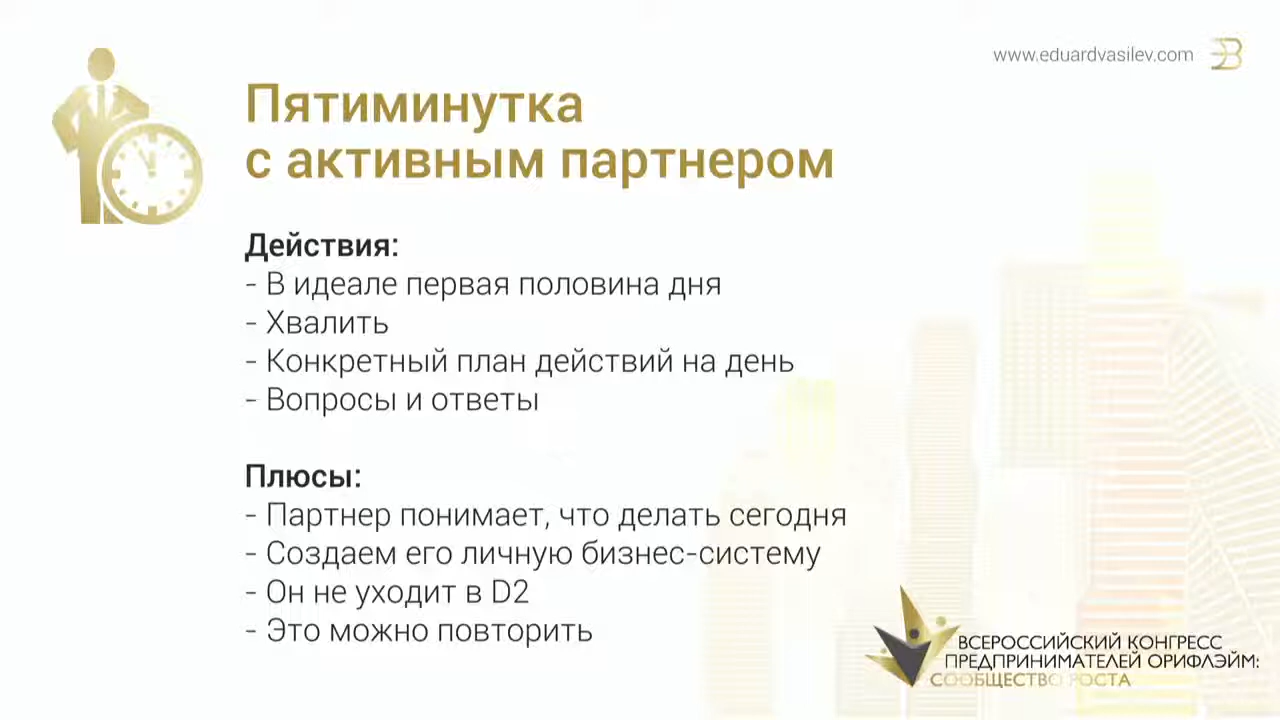 www.eduardvasilev.com
Пятиминутка
с активным партнером
Действия:
- В идеале первая половина дня
- Хвалить
- Конкретный план действий на день
- Вопросы и ответы
Плюсы:
- Партнер понимает, что делать сегодня
- Создаем его личную бизнес-систему
- Он не уходит в D2
- Это можно повторить
ВСЕРОССИЙСКИЙ КОНГРЕСС
ПРЕДПРИНИМАТЕЛЕЙ ОРИФЛЭЙМ:
СООБЩЕСТВО РОСТА